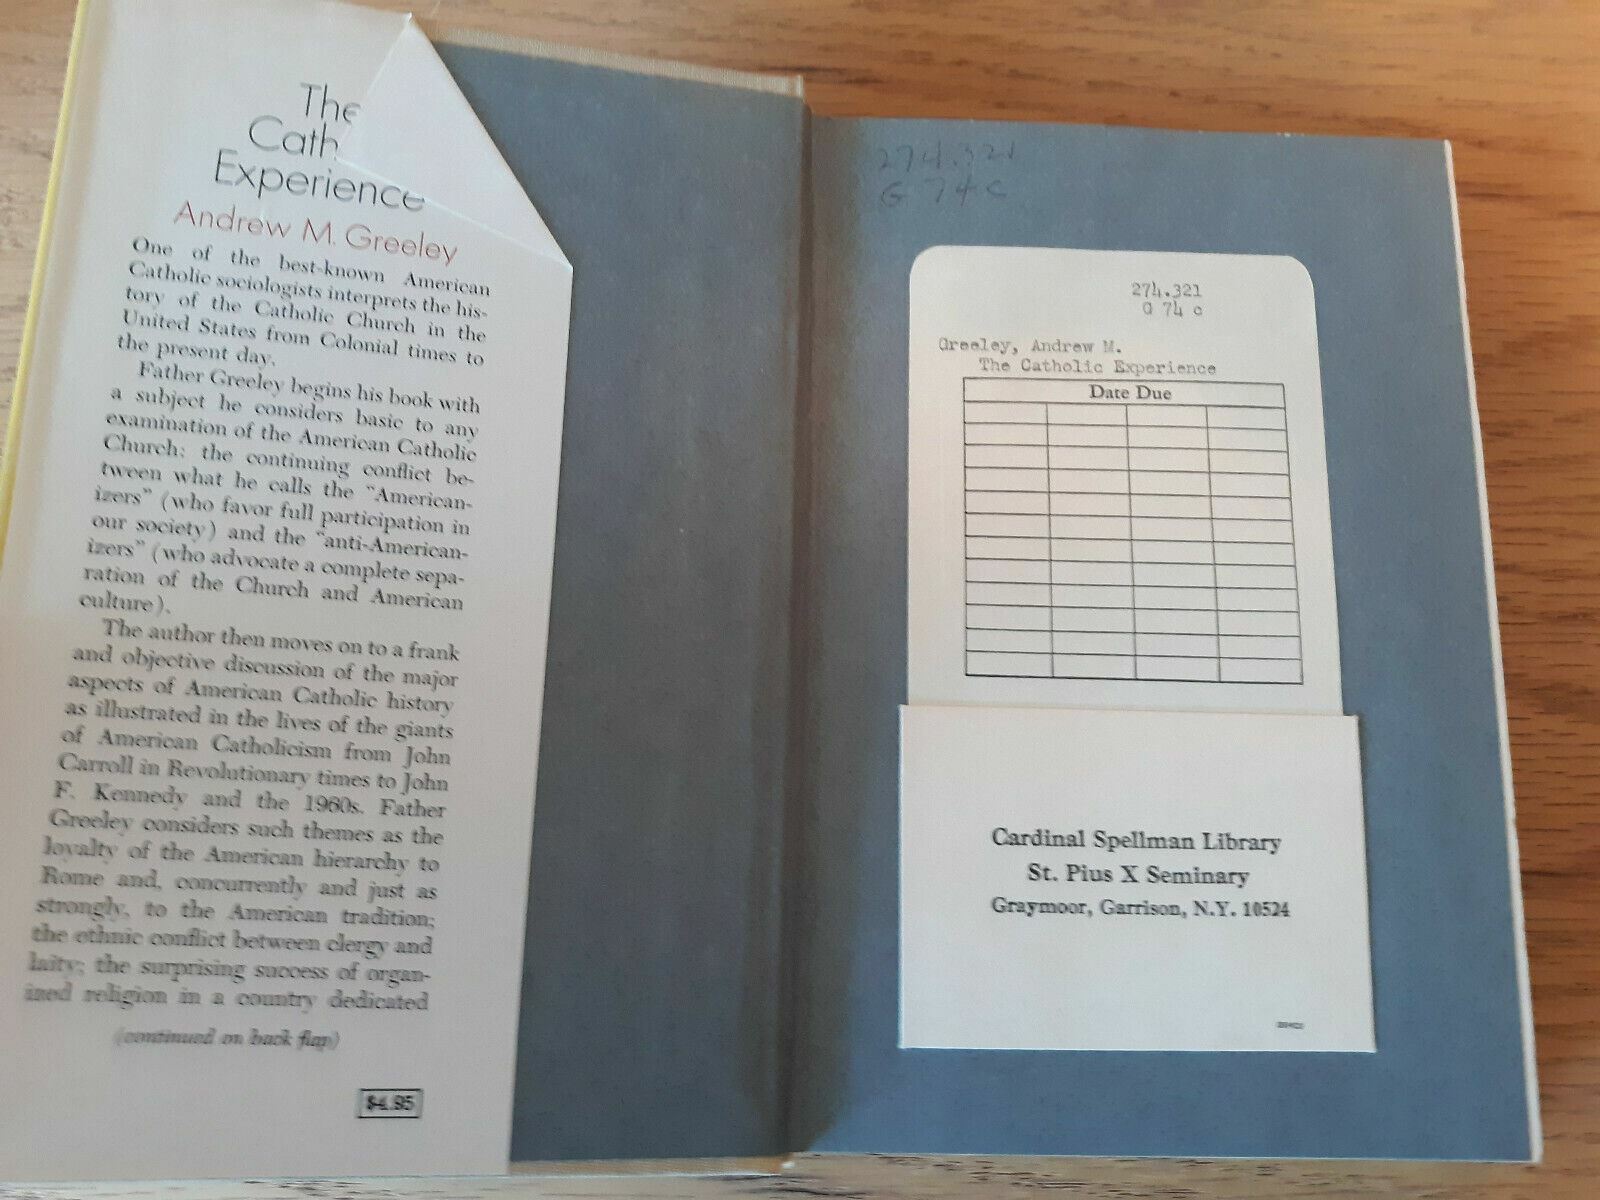 The
Cath
Experience
Andrew M. Greeley
One of the best-known American
Catholic sociologists interprets the his-
tory of the Catholic Church in the
United States from Colonial times to
the present day.
Father Greeley begins his book with
a subject he considers basic to any
examination of the American Catholic
Church: the continuing conflict be-
tween what he calls the "American-
izers" (who favor full participation in
our society) and the "anti-American-
izers" (who advocate a complete sepa-
ration of the Church and American
culture).
The author then moves on to a frank
and objective discussion of the major
aspects of American Catholic history
as illustrated in the lives of the giants
of American Catholicism from John
Carroll in Revolutionary times to John
F. Kennedy and the 1960s. Father
Greeley considers such themes as the
loyalty of the American hierarchy to
Rome and, concurrently and just as
strongly, to the American tradition;
the ethnic conflict between clergy and
laity; the surprising success of organ-
ized religion in a country dedicated
(continued on back flap)
$4.95
274.321
G 74 c
274.321
G 74 c
Greeley, Andrew M.
The Catholic Experience
Date Due
Cardinal Spellman Library
St. Pius X Seminary
Graymoor, Garrison, N.Y. 10524